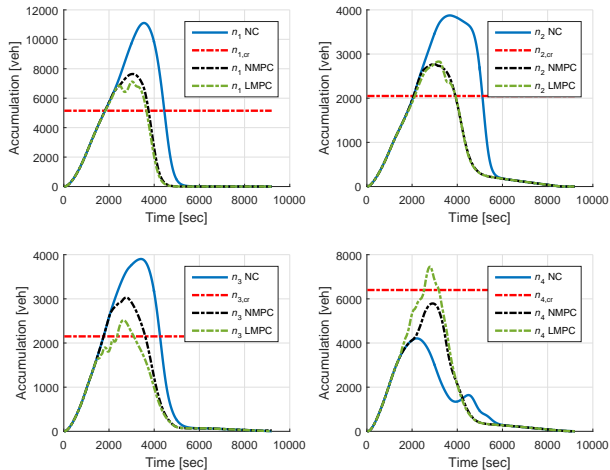 12000
10000
8000
6000
4000
2000
0
Accumulation [veh]
n1 NC
n1,cr
n1 NMPC
n1 LMPC
0 2000 4000 6000 8000 10000
Time [sec]
4000
3000
2000
1000
0
Accumulation [veh]
n2 NC
n2,cr
n2 NMPC
n2 LMPC
0 2000 4000 6000 8000 10000
Time [sec]
4000
3000
2000
1000
0
Accumulation [veh]
n3 NC
n3,cr
n3 NMPC
n3 LMPC
0 2000 4000 6000 8000 10000
Time [sec]
8000
6000
4000
2000
0
Accumulation [veh]
n4 NC
n4,cr
n4 NMPC
n4 LMPC
0 2000 4000 6000 8000 10000
Time [sec]